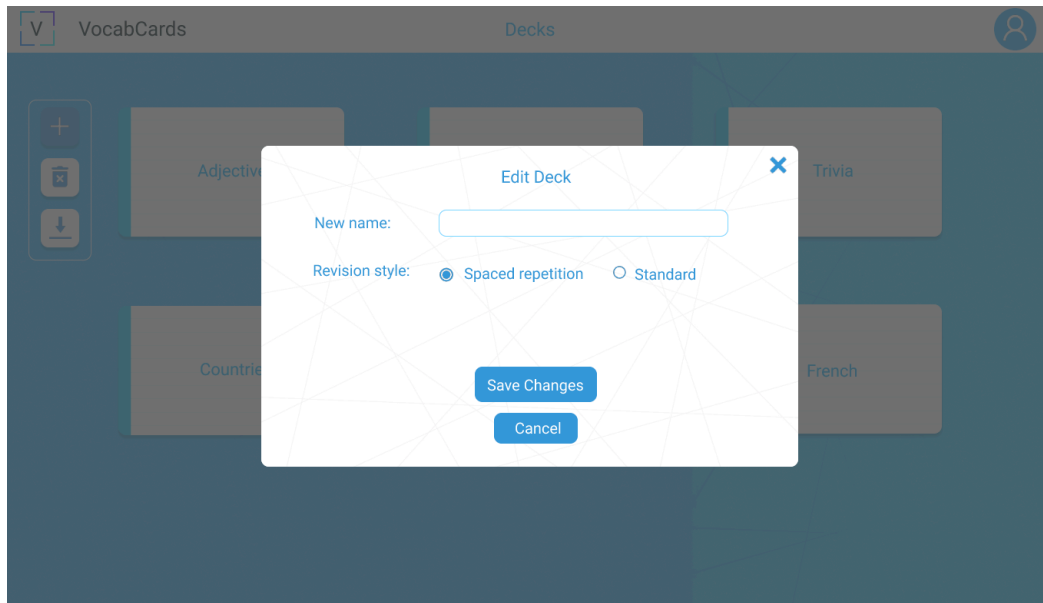 V VocabCards Decks
Adjective
Trivia
Edit Deck
New name:
Revision style: Spaced repetition Standard
Countrie
French
Save Changes
Cancel